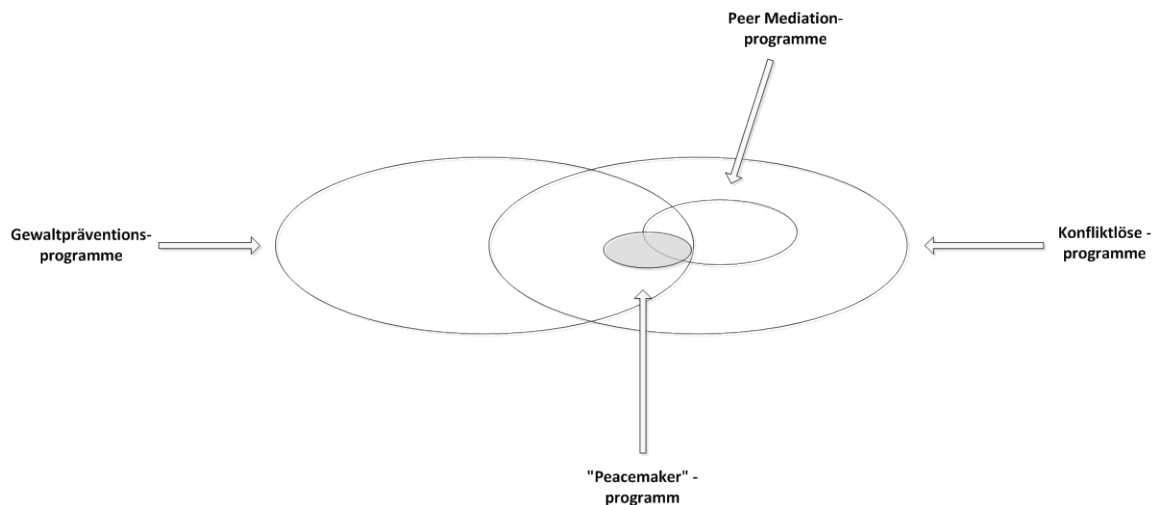 Peer Mediation-
programme
Gewaltpräventions-
programme
Konfliktlöse -
programme
"Peacemaker" -
programm